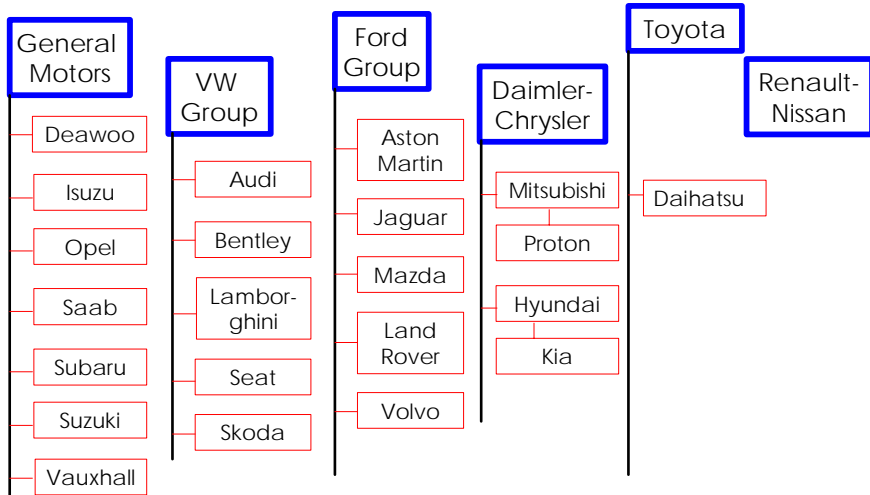 General
Motors
Deawoo
Isuzu
Opel
Saab
Subaru
Suzuki
Vauxhall
VW
Group
Audi
Bentley
Lambor-
ghini
Seat
Skoda
Ford
Group
Aston
Martin
Jaguar
Mazda
Land
Rover
Volvo
Daimler-
Chrysler
Mitsubishi
Proton
Hyundai
Kia
Toyota
Daihatsu
Renault-
Nissan